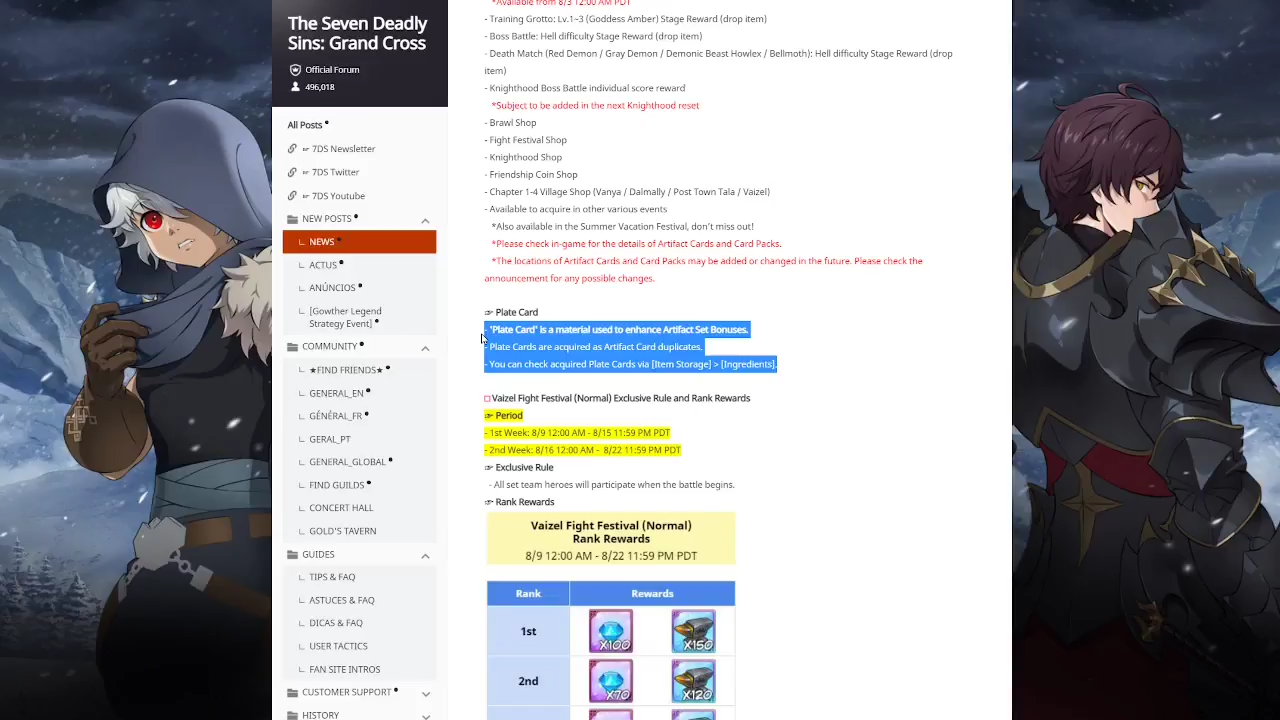 The Seven Deadly
Sins: Grand Cross
Official Forum
496,018
All Posts
☞ 7DS Newsletter
☞ 7DS Twitter
☞ 7DS Youtube
NEW POSTS
NEWS
ACTUS
ANÚNCIOS
[Gowther Legend
Strategy Event]
COMMUNITY
★FIND FRIENDS★
GENERAL_EN
GÉNÉRAL_FR
GERAL_PT
GENERAL_GLOBAL
FIND GUILDS
CONCERT HALL
GOLD'S TAVERN
GUIDES
TIPS & FAQ
ASTUCES & FAQ
DICAS & FAQ
USER TACTICS
FAN SITE INTROS
CUSTOMER SUPPORT
HISTORY
*Available from 8/3 12:00 AM PDT
- Training Grotto: Lv.1~3 (Goddess Amber) Stage Reward (drop item)
- Boss Battle: Hell difficulty Stage Reward (drop item)
- Death Match (Red Demon / Gray Demon / Demonic Beast Howlex / Bellmoth): Hell difficulty Stage Reward (drop
item)
- Knighthood Boss Battle individual score reward
*Subject to be added in the next Knighthood reset
- Brawl Shop
- Fight Festival Shop
- Knighthood Shop
- Friendship Coin Shop
- Chapter 1-4 Village Shop (Vanya / Dalmally / Post Town Tala / Vaizel)
- Available to acquire in other various events
*Also available in the Summer Vacation Festival, don't miss out!
*Please check in-game for the details of Artifact Cards and Card Packs.
*The locations of Artifact Cards and Card Packs may be added or changed in the future. Please check the
announcement for any possible changes.
☞ Plate Card
- 'Plate Card' is a material used to enhance Artifact Set Bonuses.
- Plate Cards are acquired as Artifact Card duplicates.
- You can check acquired Plate Cards via [Item Storage] > [Ingredients].
□ Vaizel Fight Festival (Normal) Exclusive Rule and Rank Rewards
☞ Period
- 1st Week: 8/9 12:00 AM - 8/15 11:59 PM PDT
- 2nd Week: 8/16 12:00 AM - 8/22 11:59 PM PDT
☞ Exclusive Rule
- All set team heroes will participate when the battle begins.
☞ Rank Rewards
Vaizel Fight Festival (Normal)
Rank Rewards
8/9 12:00 AM - 8/22 11:59 PM PDT
Rank Rewards
1st X100 X150
2nd X70 X120